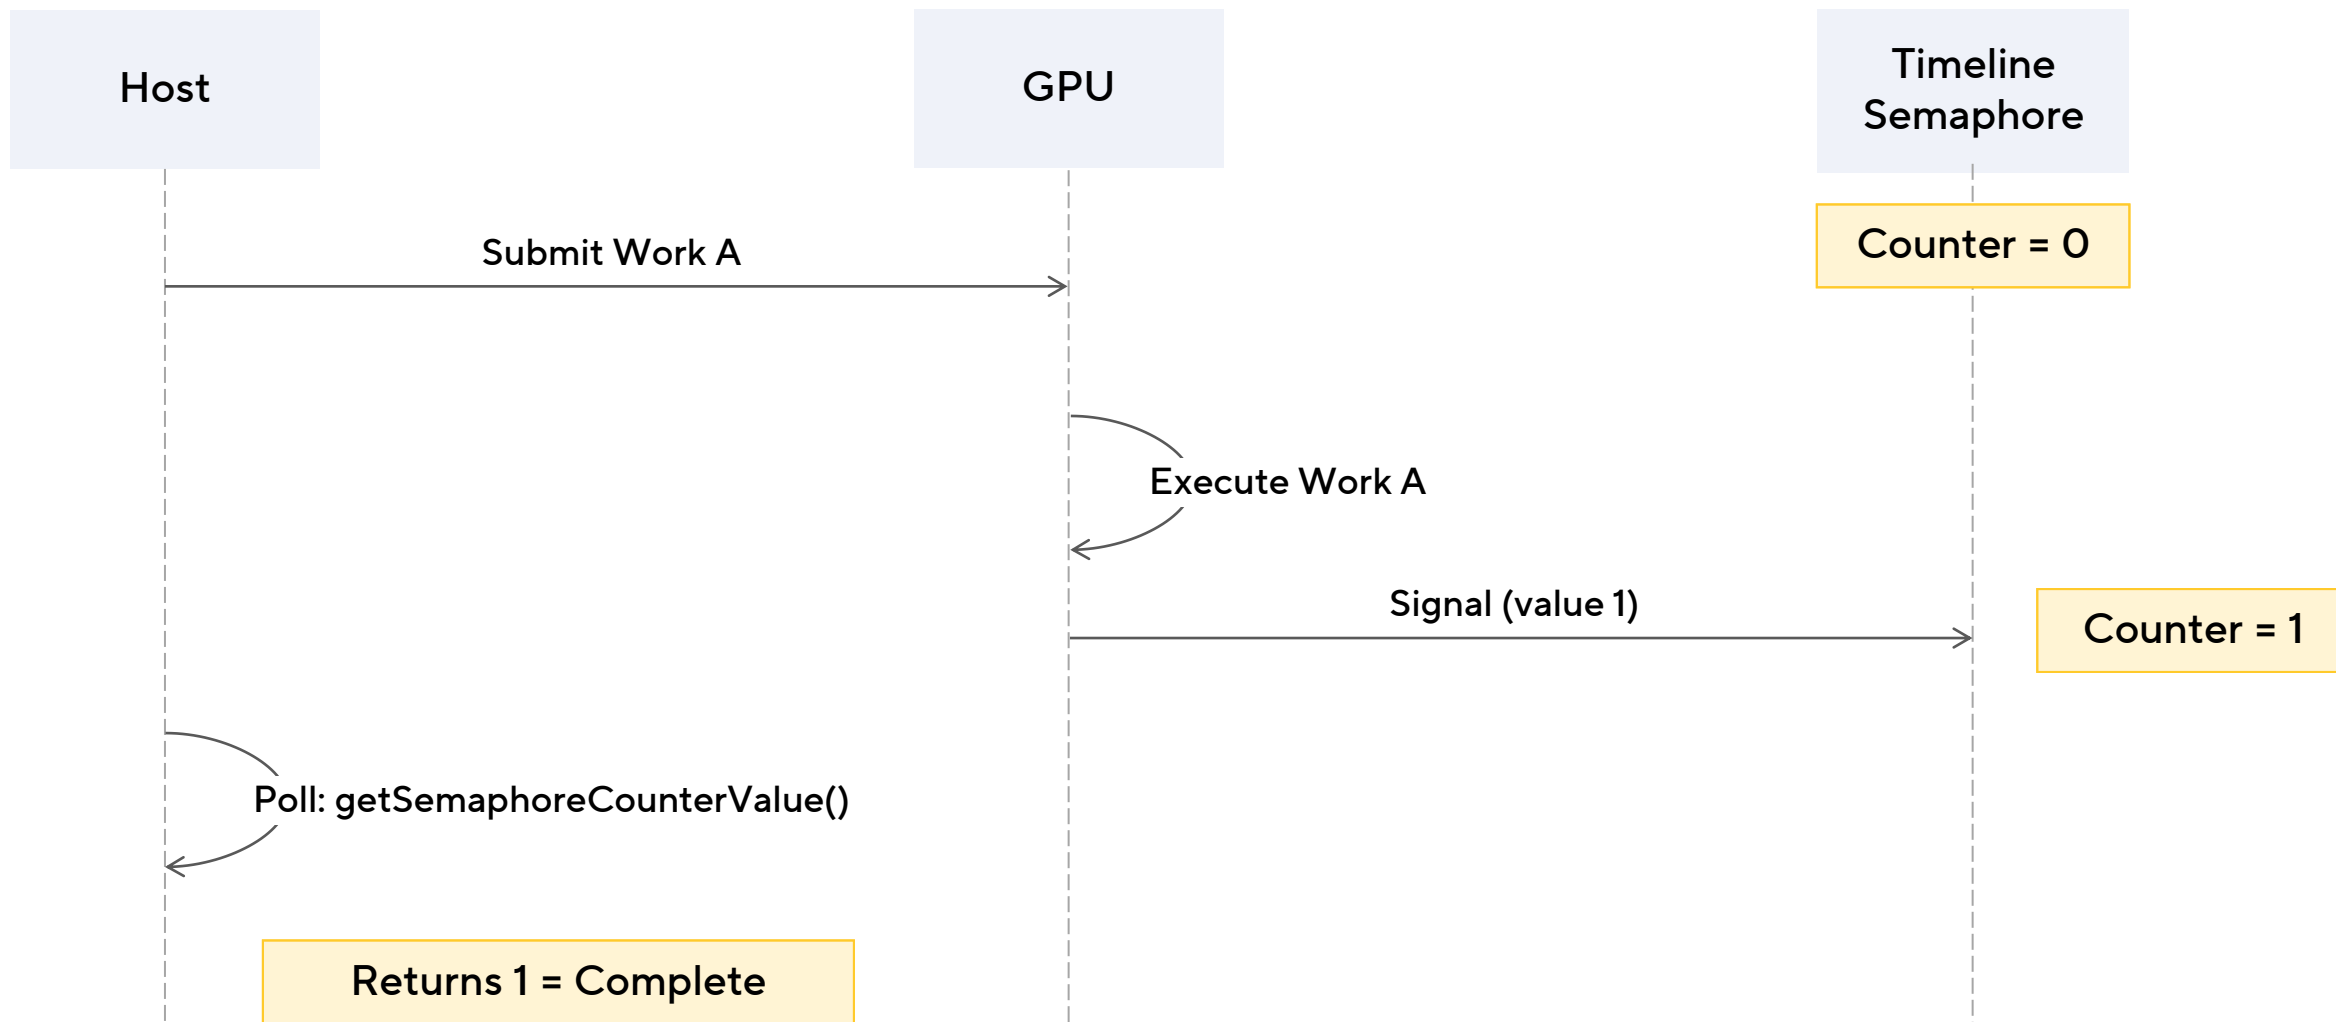 Host
GPU
Timeline
Semaphore
Counter = 0
Submit Work A
Execute Work A
Signal (value 1)
Counter = 1
Poll: getSemaphoreCounterValue()
Returns 1 = Complete